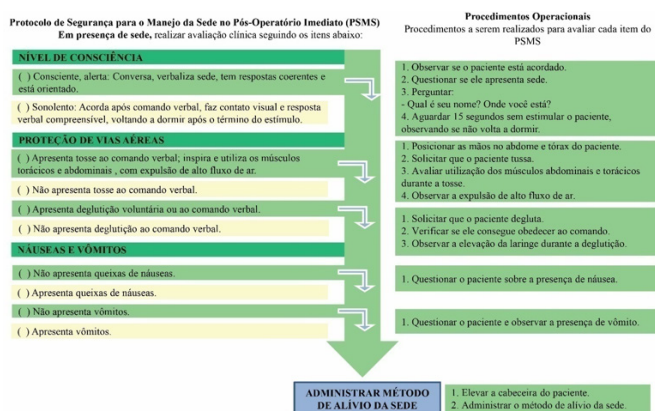 Protocolo de Segurança para o Manejo da Sede no Pós-Operatório Imediato (PSMS)
Em presença de sede, realizar avaliação clínica seguindo os itens abaixo:
NÍVEL DE CONSCIÊNCIA
( ) Consciente, alerta: Conversa, verbaliza sede, tem respostas coerentes e
está orientado.
( ) Sonolento: Acorda após comando verbal, faz contato visual e resposta
verbal compreensível, voltando a dormir após o término do estímulo.
PROTEÇÃO DE VIAS AÉREAS
( ) Apresenta tosse ao comando verbal; inspira e utiliza os músculos
torácicos e abdominais , com expulsão de alto fluxo de ar.
( ) Não apresenta tosse ao comando verbal.
( ) Apresenta deglutição voluntária ou ao comando verbal.
( ) Não apresenta deglutição ao comando verbal.
NÁUSEAS E VÔMITOS
( ) Não apresenta queixas de náuseas.
( ) Apresenta queixas de náuseas.
( ) Não apresenta vômitos.
( ) Apresenta vômitos.
Procedimentos Operacionais
Procedimentos a serem realizados para avaliar cada item do
PSMS
1. Observar se o paciente está acordado.
2. Questionar se ele apresenta sede.
3. Perguntar:
- Qual é seu nome? Onde você está?
4. Aguardar 15 segundos sem estimular o paciente,
observando se não volta a dormir.
1. Posicionar as mãos no abdome e tórax do paciente.
2. Solicitar que o paciente tussa.
3. Avaliar utilização dos músculos abdominais e torácicos
durante a tosse.
4. Observar a expulsão de alto fluxo de ar.
1. Solicitar que o paciente degluta.
2. Verificar se ele consegue obedecer ao comando.
3. Observar a elevação da laringe durante a deglutição.
1. Questionar o paciente sobre a presença de náusea.
1. Questionar o paciente e observar a presença de vômito.
ADMINISTRAR MÉTODO
DE ALÍVIO DA SEDE
1. Elevar a cabeceira do paciente.
2. Administrar o método de alívio da sede.